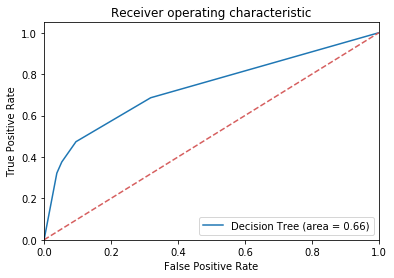 Receiver operating characteristic
True Positive Rate
1.0
0.8
0.6
0.4
0.2
0.0
Decision Tree (area = 0.66)
0.0 0.2 0.4 0.6 0.8 1.0
False Positive Rate